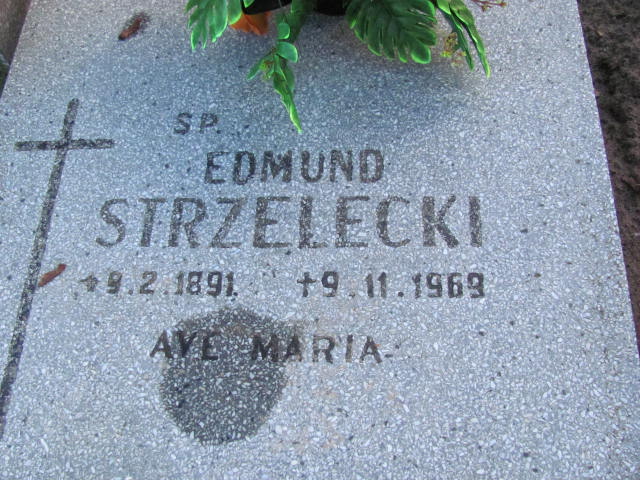 SP.
EDMUND
STRZELECKI
*9.2.1891. +9.11.1969
AVE MARIA